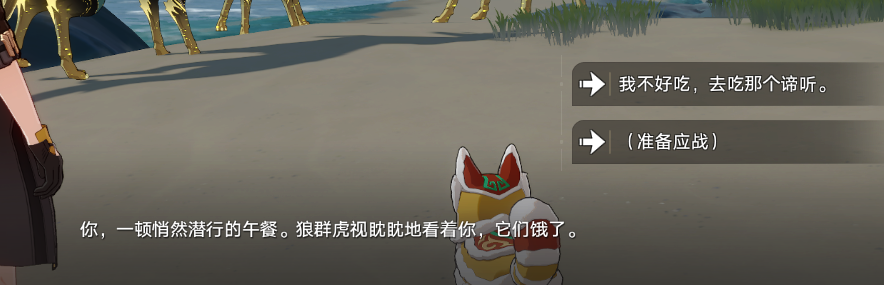 我不好吃，去吃那个谛听。
（准备应战）
你，一顿悄然潜行的午餐。狼群虎视眈眈地看着你，它们饿了。